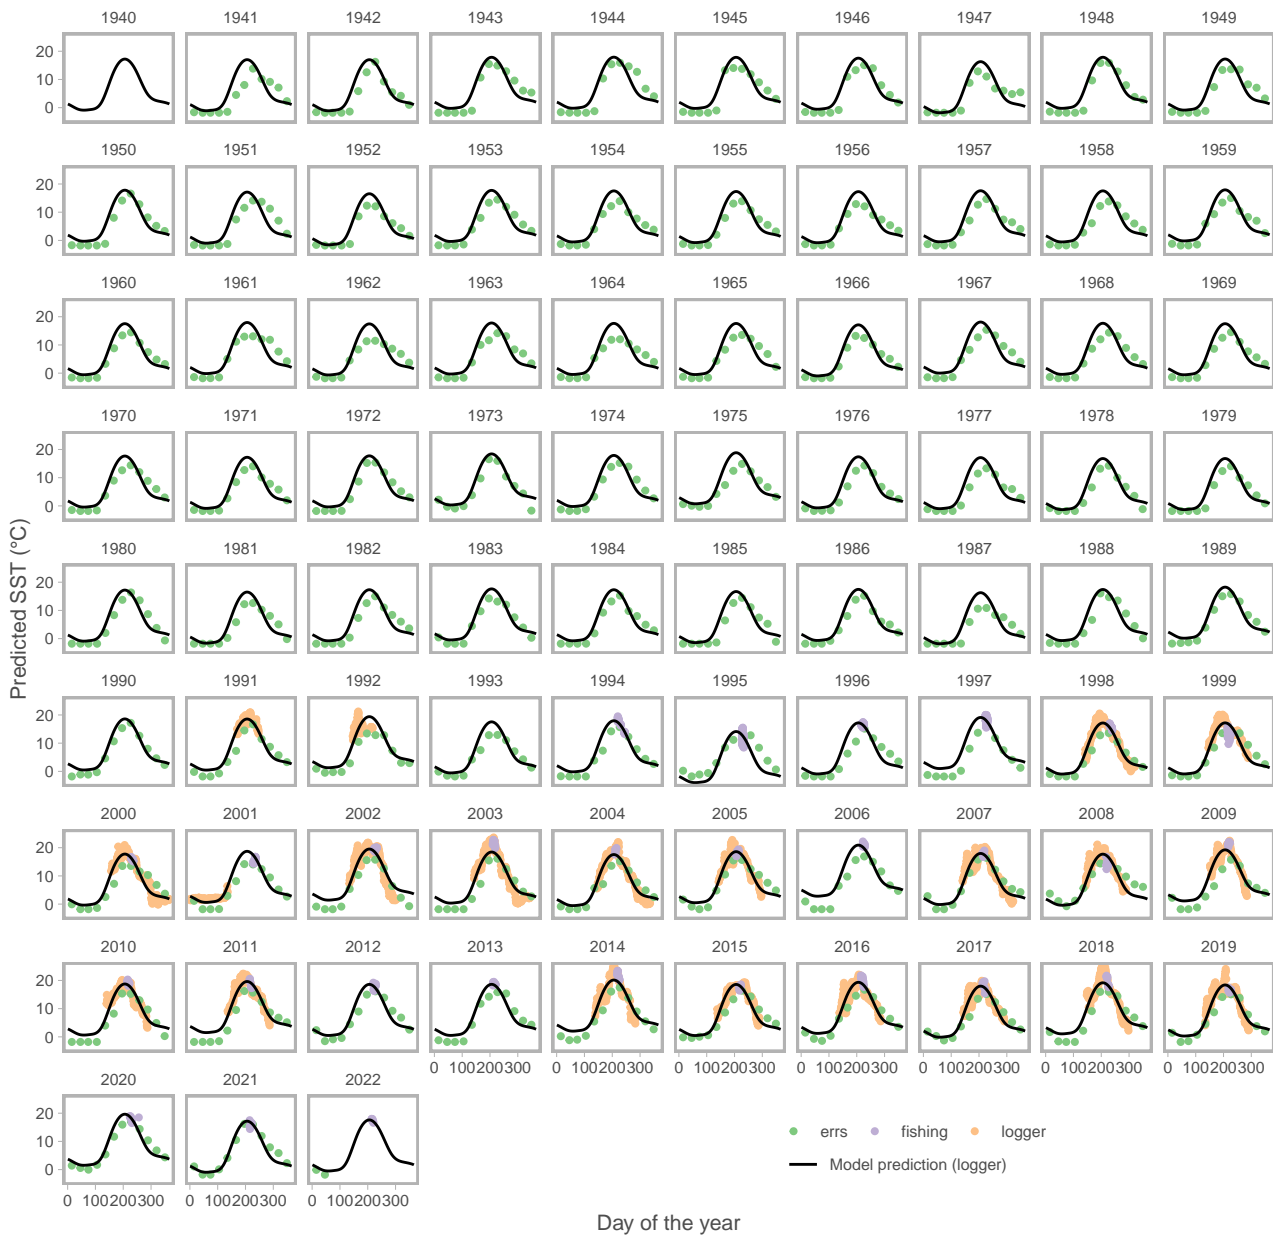 1940 1941 1942 1943 1944 1945 1946 1947 1948 1949
20
10
0
1950 1951 1952 1953 1954 1955 1956 1957 1958 1959
20
10
0
1960 1961 1962 1963 1964 1965 1966 1967 1968 1969
20
10
0
1970 1971 1972 1973 1974 1975 1976 1977 1978 1979
20
10
0
Predicted SST (°C)
1980 1981 1982 1983 1984 1985 1986 1987 1988 1989
20
10
0
1990 1991 1992 1993 1994 1995 1996 1997 1998 1999
20
10
0
2000 2001 2002 2003 2004 2005 2006 2007 2008 2009
20
10
0
2010 2011 2012 2013 2014 2015 2016 2017 2018 2019
20
10
0
0 100200300 0 100200300 0 100200300 0 100200300 0 100200300 0 100200300 0 100200300
2020 2021 2022
20
10
0
0 100200300 0 100200300 0 100200300
errs fishing logger
Model prediction (logger)
Day of the year